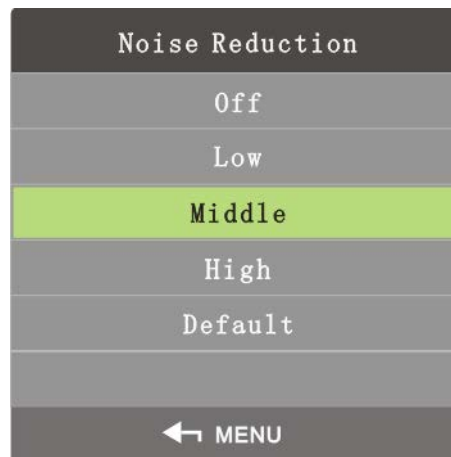 Noise Reduction
Off
Low
Middle
High
Default
MENU